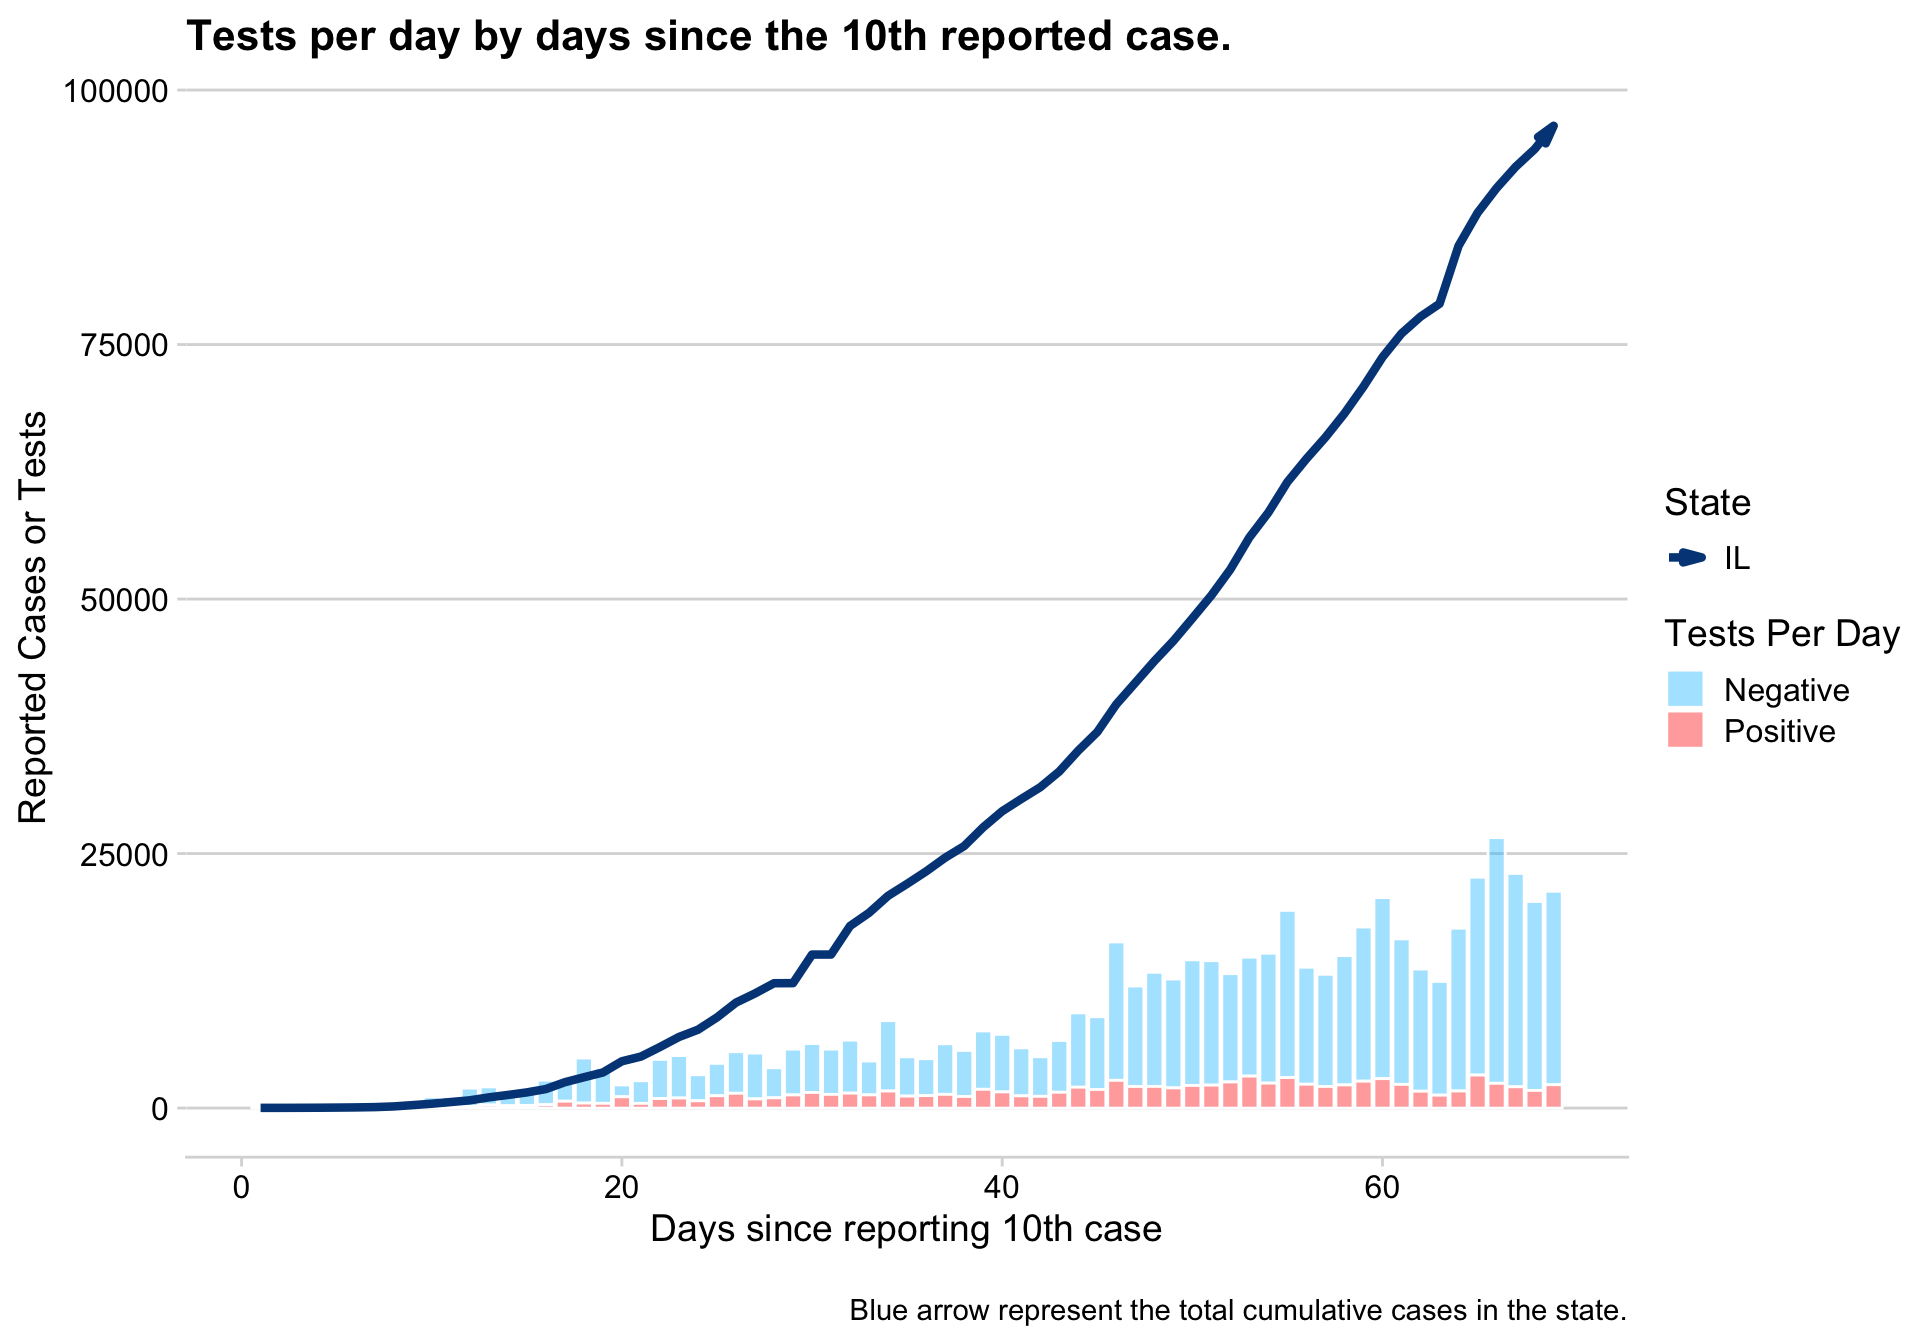 Tests per day by days since the 10th reported case.
100000
75000
50000
25000
0
Reported Cases or Tests
0
20
40
60
Days since reporting 10th case
State
IL
Tests Per Day
Negative
Positive
Blue arrow represent the total cumulative cases in the state.